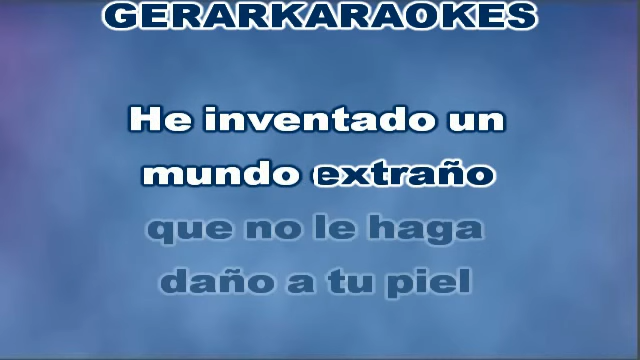 GERARKARAOKES
He inventado un
mundo extraño
que no le haga
daño a tu piel